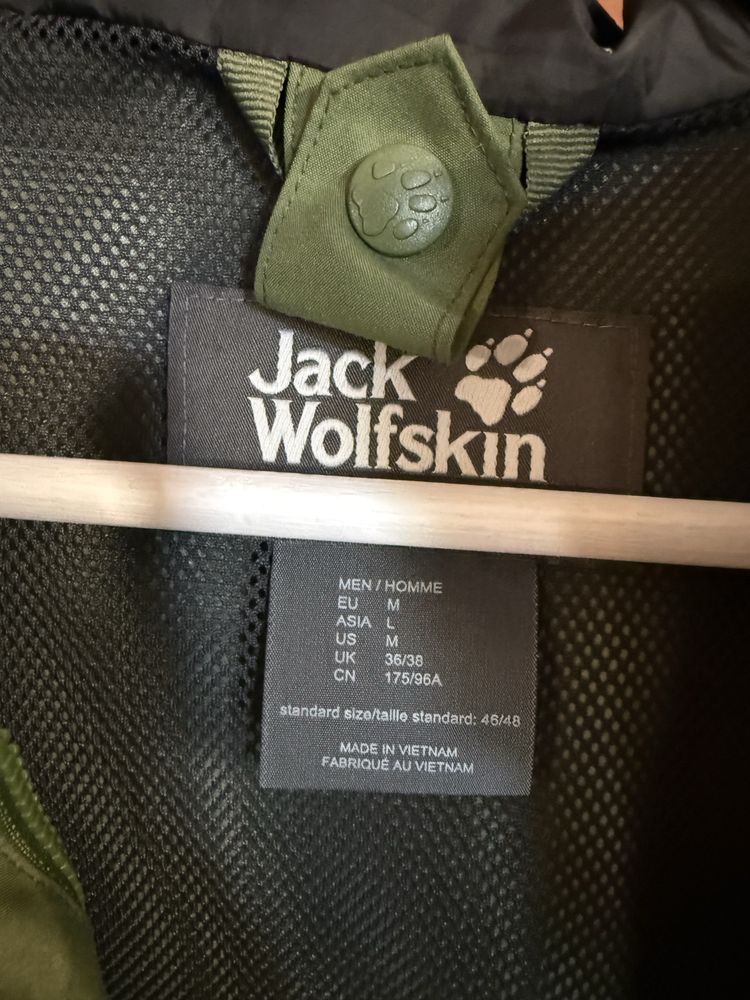 Jack
Wolfskin
MEN / HOMME
EU M
ASIA L
US M
UK 36/38
CN 175/96A
standard size/taille standard: 46/48
MADE IN VIETNAM
FABRIQUÉ AU VIETNAM